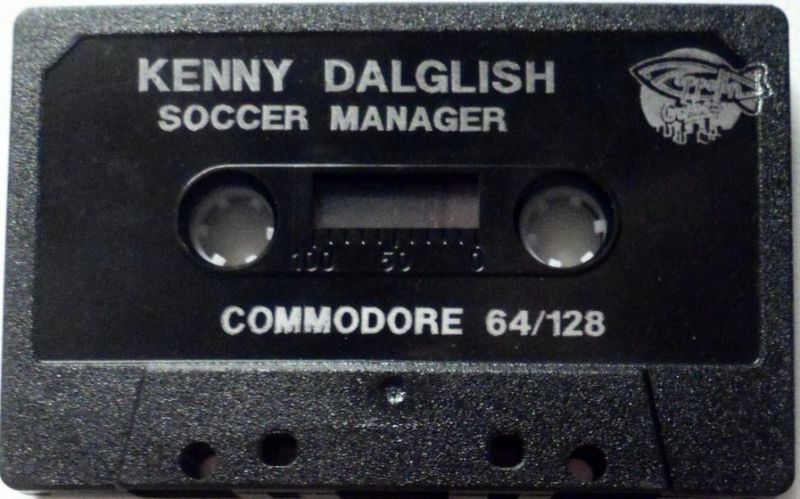 KENNY DALGLISH
SOCCER MANAGER
100 50 0
COMMODORE 64/128